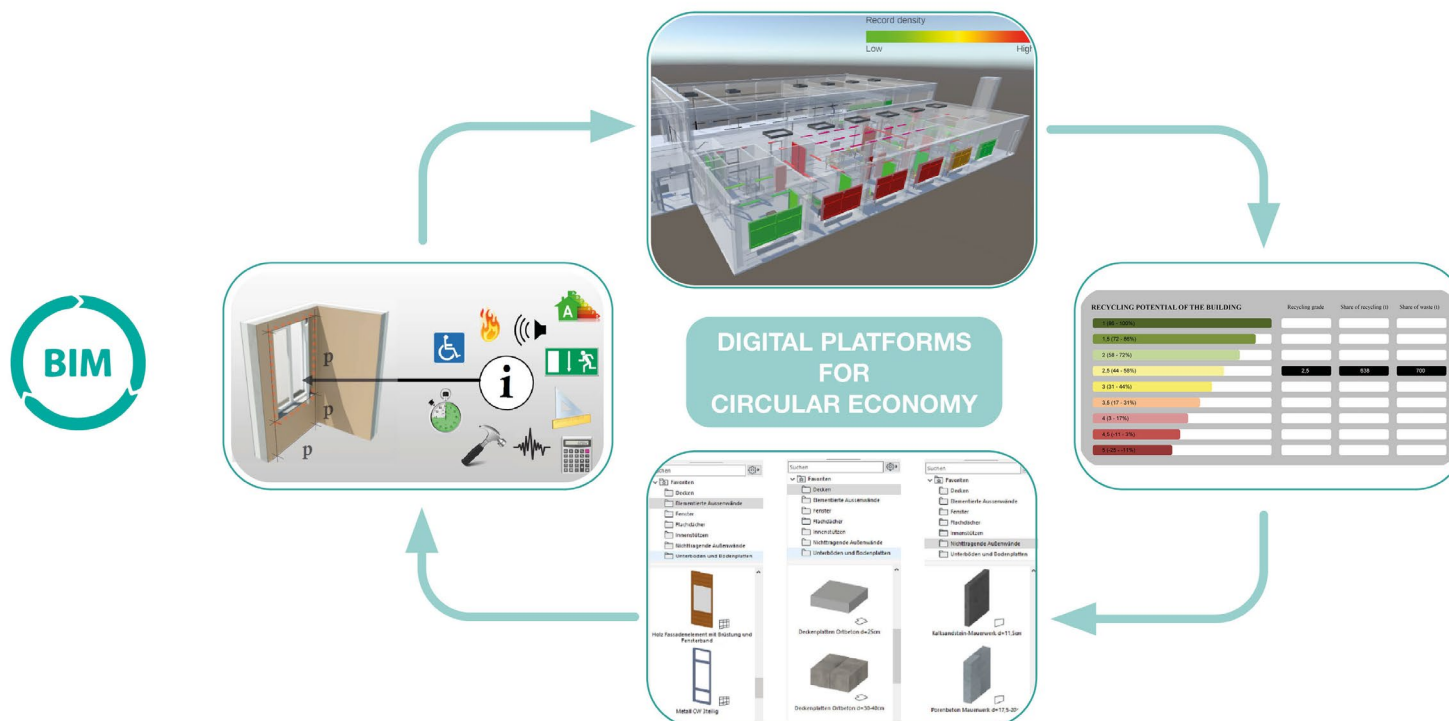 Record density
Low
High
BIM
p
p
p
i
A
DIGITAL PLATFORMS
FOR
CIRCULAR ECONOMY
RECYCLING POTENTIAL OF THE BUILDING
Recycling grade
Share of recycling (t)
Share of waste (t)
1,5 (72 - 86%)
2 (58 - 72%)
2,5 (44 - 58%)
2,5
700
3 (31 - 44%)
3,5 (17 - 31%)
4 (3 - 17%)
4,5 (-11 - 3%)
5 (-25 - -11%)
Suchen
Favoriten
Decken
Elementierte Aussenwände
Fenster
Flachdächer
Innenstützen
Nichttragende Außenwände
Unterböden und Bodenplatten
Holz Fassadenelement mit Brüstung und
Fensterband
Metall CW 3teilig
Suchen
Favoriten
Decken
Elementierte Aussenwände
Fenster
Flachdächer
Innenstützen
Nichttragende Außenwände
Unterböden und Bodenplatten
Deckenplatten Ortbeton d=25cm
Deckenplatten Ortbeton d=30-40cm
Suchen
Favoriten
Decken
Elementierte Aussenwände
Fenster
Flachdächer
Innenstützen
Nichttragende Außenwände
Unterböden und Bodenplatten
Kalksandstein Mauerwerk d=11,5cm
Porenbeton Mauerwerk d=17,5-20